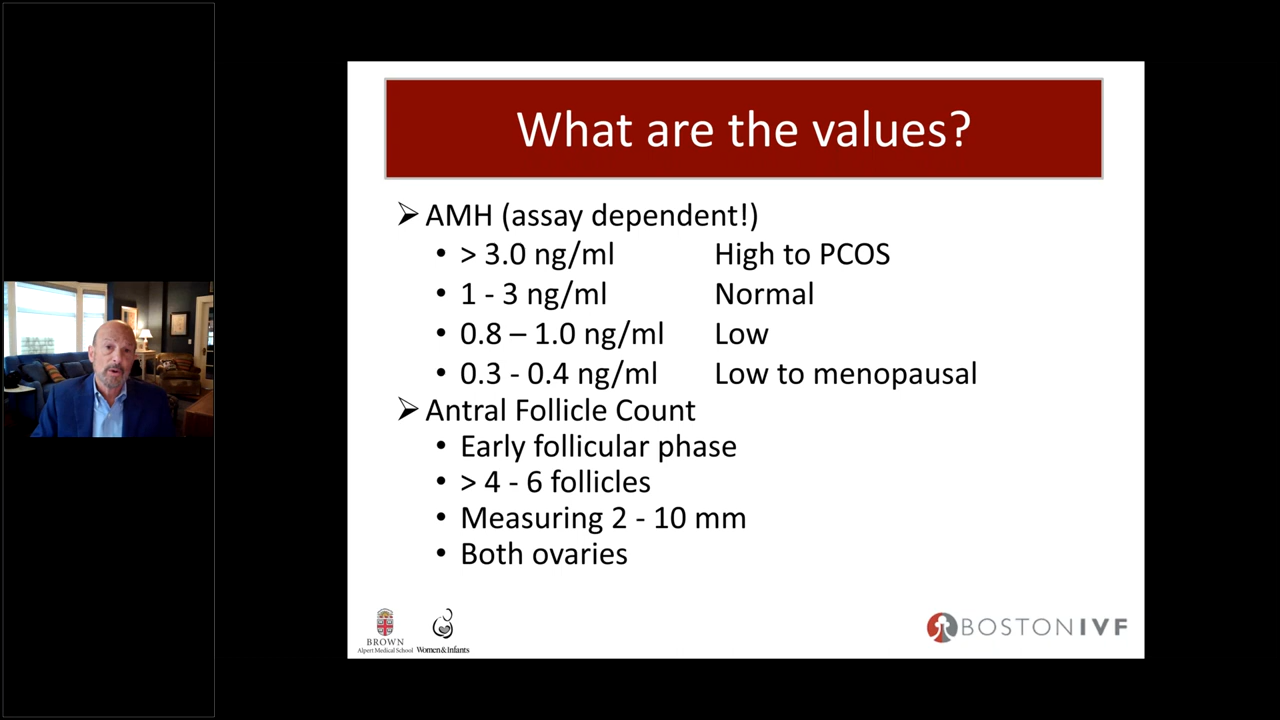 What are the values?
➢ AMH (assay dependent!)
• > 3.0 ng/ml High to PCOS
• 1 - 3 ng/ml Normal
• 0.8 – 1.0 ng/ml Low
• 0.3 - 0.4 ng/ml Low to menopausal
➢ Antral Follicle Count
• Early follicular phase
• > 4 - 6 follicles
• Measuring 2 - 10 mm
• Both ovaries
BROWN
Alpert Medical School
Women & Infants
BOSTONIVF